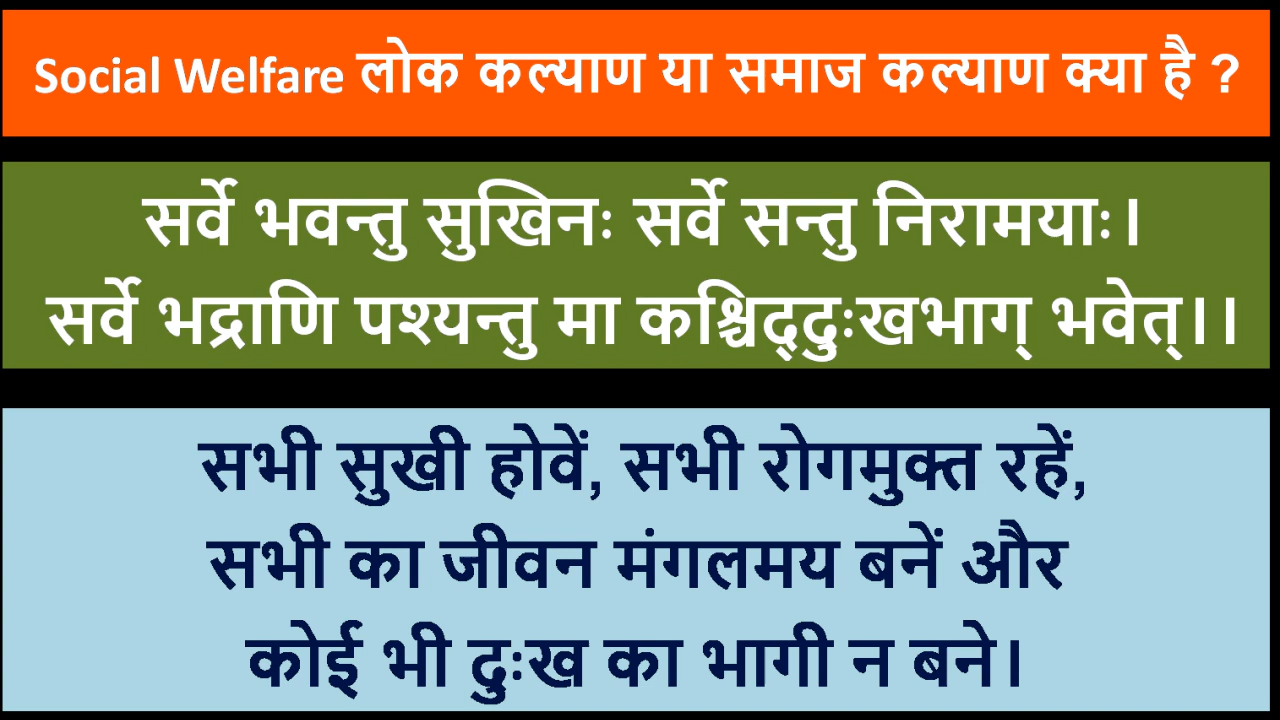 Social Welfare लोक कल्याण या समाज कल्याण क्या है ?
सर्वे भवन्तु सुखिनः सर्वे सन्तु निरामयाः।
सर्वे भद्राणि पश्यन्तु मा कश्चिद्दुःखभाग् भवेत्।।
सभी सुखी होवें, सभी रोगमुक्त रहें,
सभी का जीवन मंगलमय बनें और
कोई भी दुःख का भागी न बने।